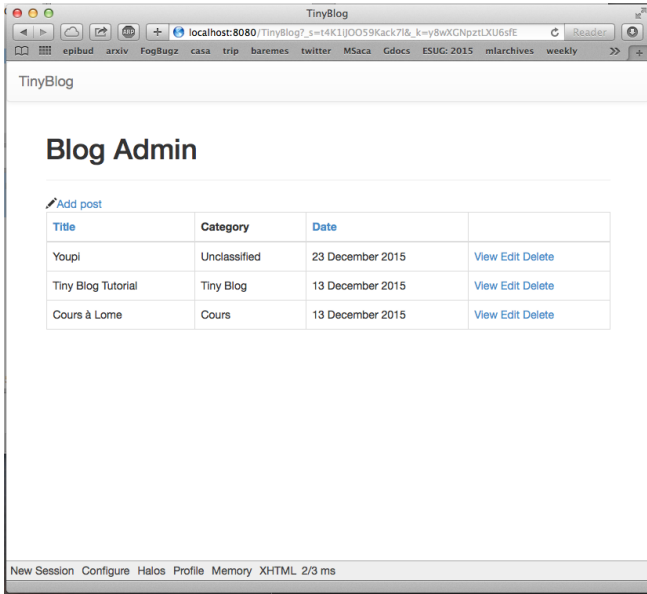 TinyBlog
localhost:8080/TinyBlog?_s=t4K1iJOO59Kack7l&_k=y8wXGNpztLXU6sfE Reader
epibud arxiv FogBugz casa trip baremes twitter MSaca Gdocs ESUG: 2015 mlarchives weekly >>
TinyBlog
Blog Admin
Add post
Title Category Date
Youpi Unclassified 23 December 2015 View Edit Delete
Tiny Blog Tutorial Tiny Blog 13 December 2015 View Edit Delete
Cours à Lome Cours 13 December 2015 View Edit Delete
New Session Configure Halos Profile Memory XHTML 2/3 ms